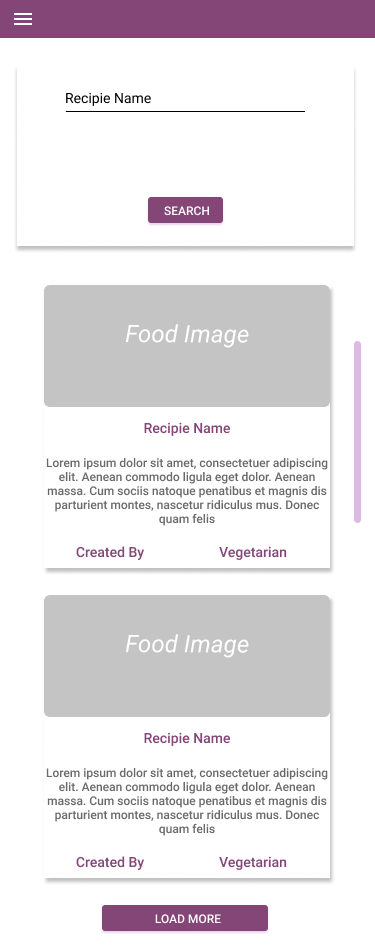 Recipie Name
SEARCH
Food Image
Recipie Name
Lorem ipsum dolor sit amet, consectetuer adipiscing
elit. Aenean commodo ligula eget dolor. Aenean
massa. Cum sociis natoque penatibus et magnis dis
parturient montes, nascetur ridiculus mus. Donec
quam felis
Created By Vegetarian
Food Image
Recipie Name
Lorem ipsum dolor sit amet, consectetuer adipiscing
elit. Aenean commodo ligula eget dolor. Aenean
massa. Cum sociis natoque penatibus et magnis dis
parturient montes, nascetur ridiculus mus. Donec
quam felis
Created By Vegetarian
LOAD MORE